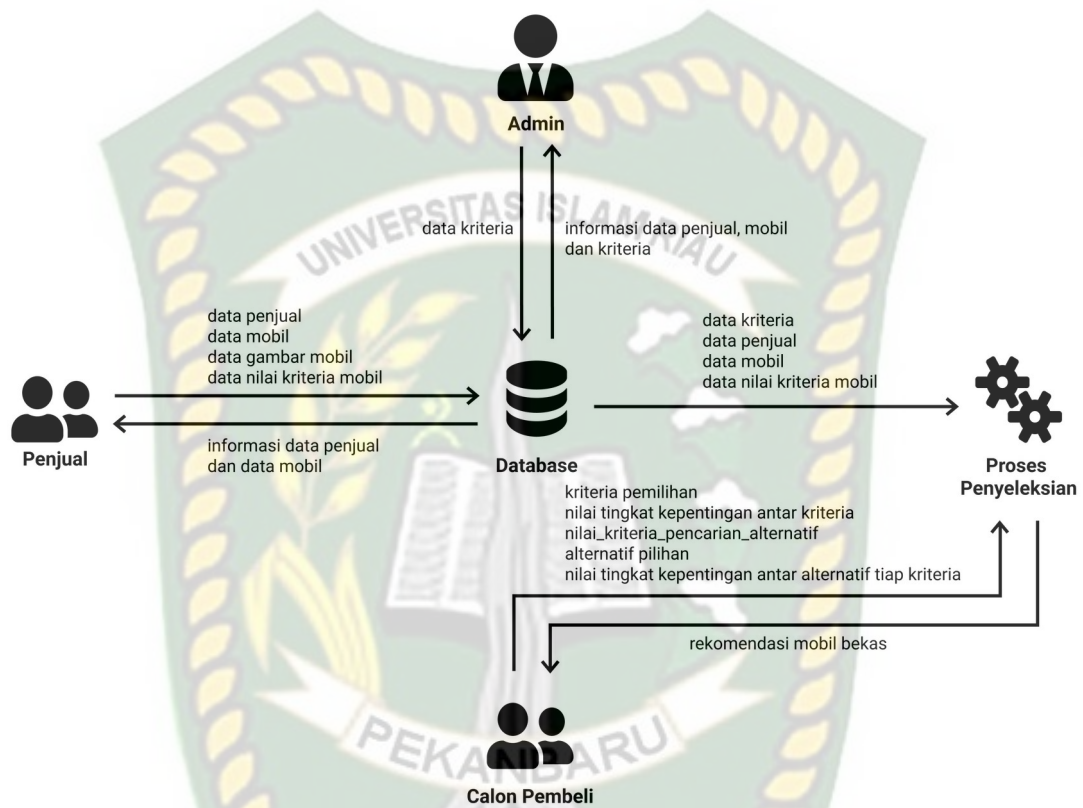 Admin
UNIVERSITAS ISLAM RIAU
data kriteria
informasi data penjual, mobil
dan kriteria
data penjual
data mobil
data gambar mobil
data nilai kriteria mobil
data kriteria
data penjual
data mobil
data nilai kriteria mobil
Penjual
informasi data penjual
dan data mobil
Database
Proses
Penyeleksian
kriteria pemilihan
nilai tingkat kepentingan antar kriteria
nilai_kriteria_pencarian_alternatif
alternatif pilihan
nilai tingkat kepentingan antar alternatif tiap kriteria
rekomendasi mobil bekas
PEKANBARU
Calon Pembeli